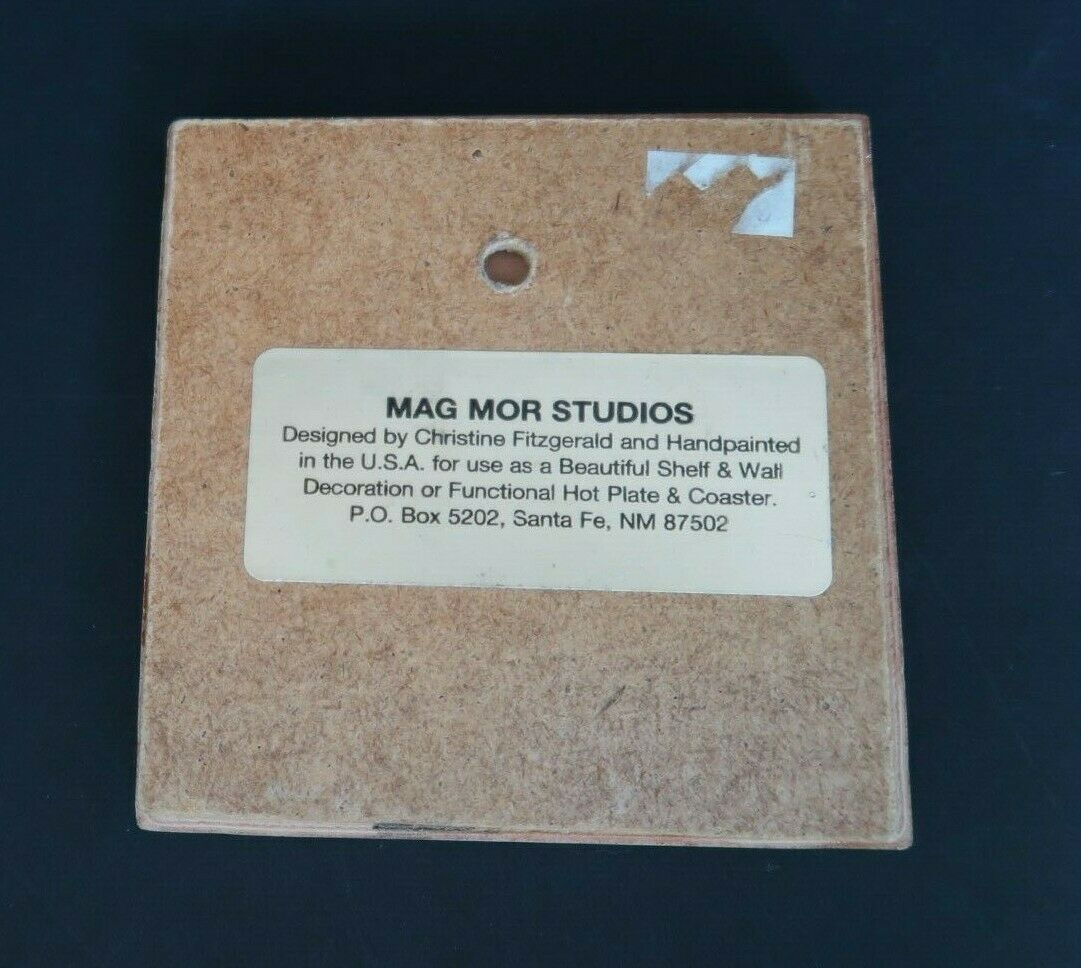 MAG MOR STUDIOS
Designed by Christine Fitzgerald and Handpainted
in the U.S.A. for use as a Beautiful Shelf & Wall
Decoration or Functional Hot Plate & Coaster.
P.O. Box 5202, Santa Fe, NM 87502